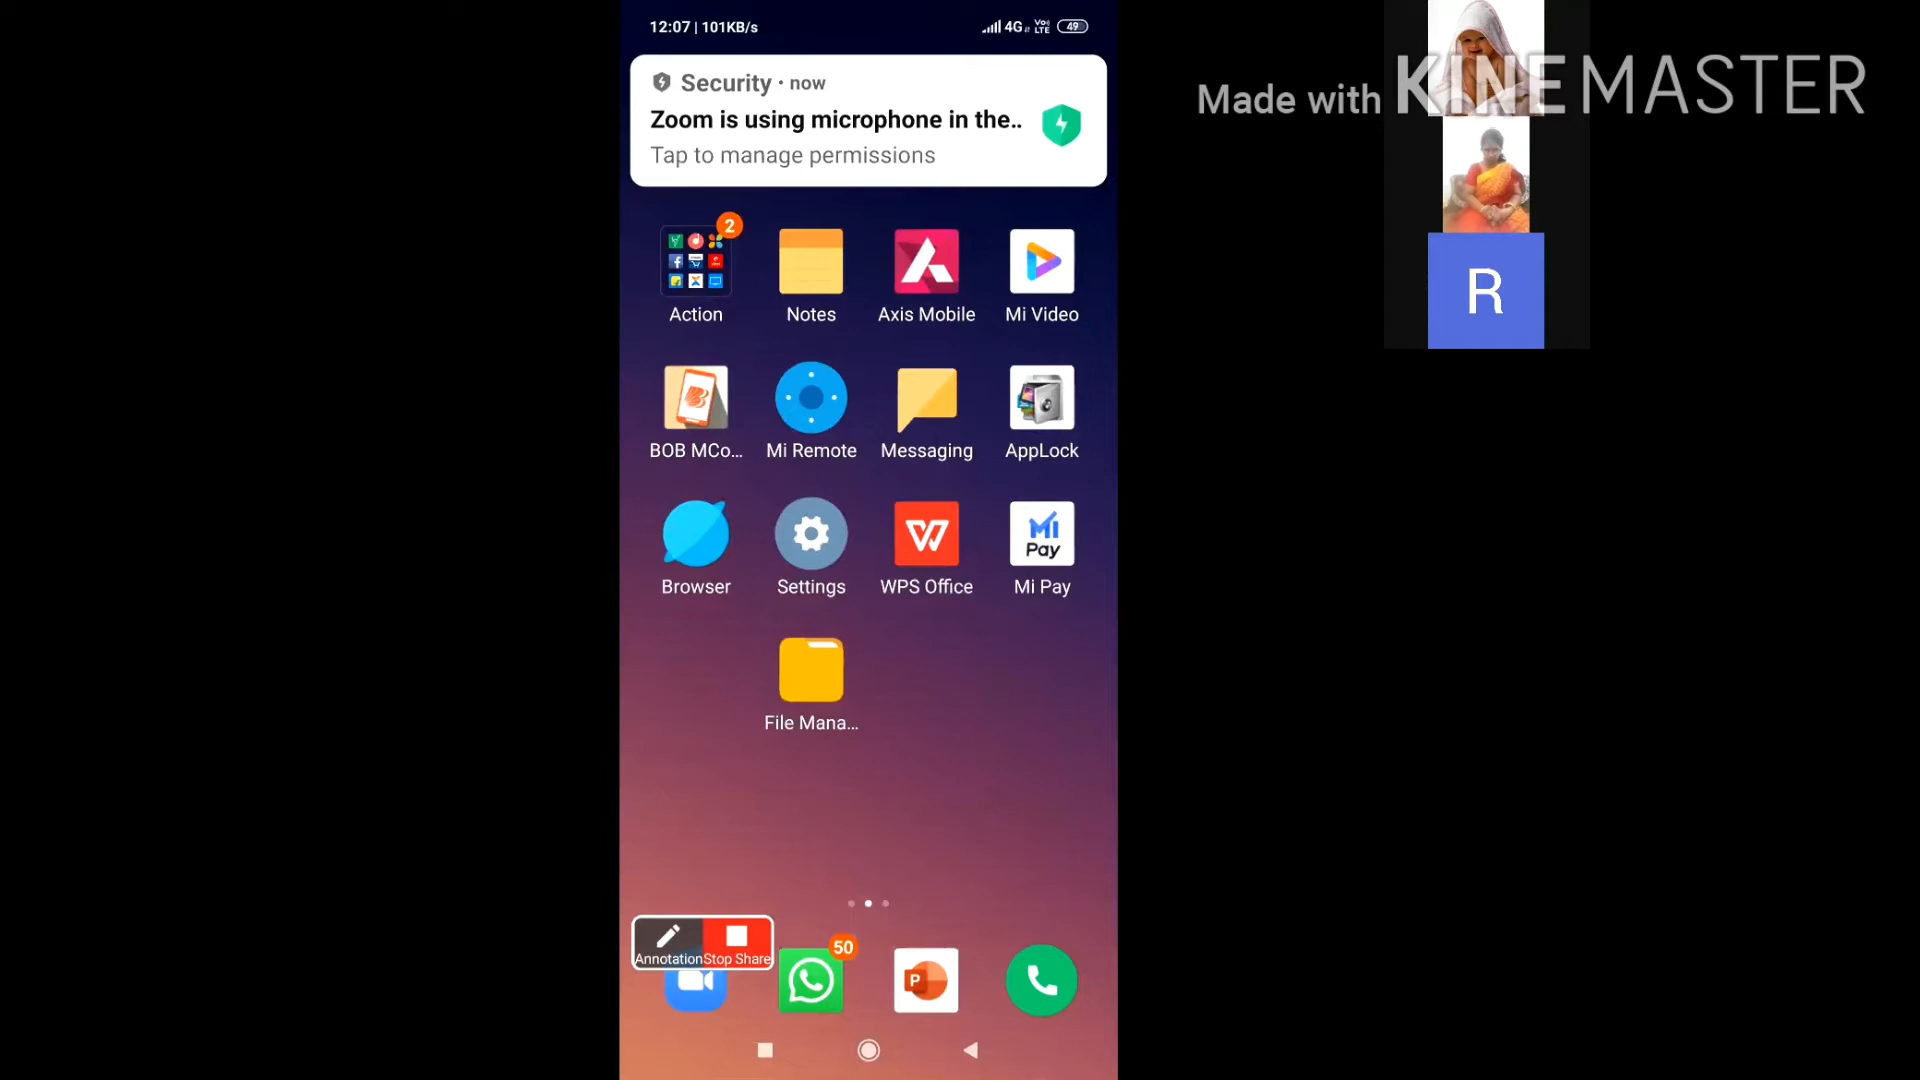 12:07 | 101KB/s
4G
Vo
LTE
49
Security • now
Zoom is using microphone in the..
Tap to manage permissions
Made with KINEMASTER
R
2
Action
Notes
Axis Mobile
Mi Video
BOB MCo...
Mi Remote
Messaging
AppLock
Browser
Settings
WPS Office
Mi Pay
Mi Pay
File Mana...
Annotation
Stop Share
50
P